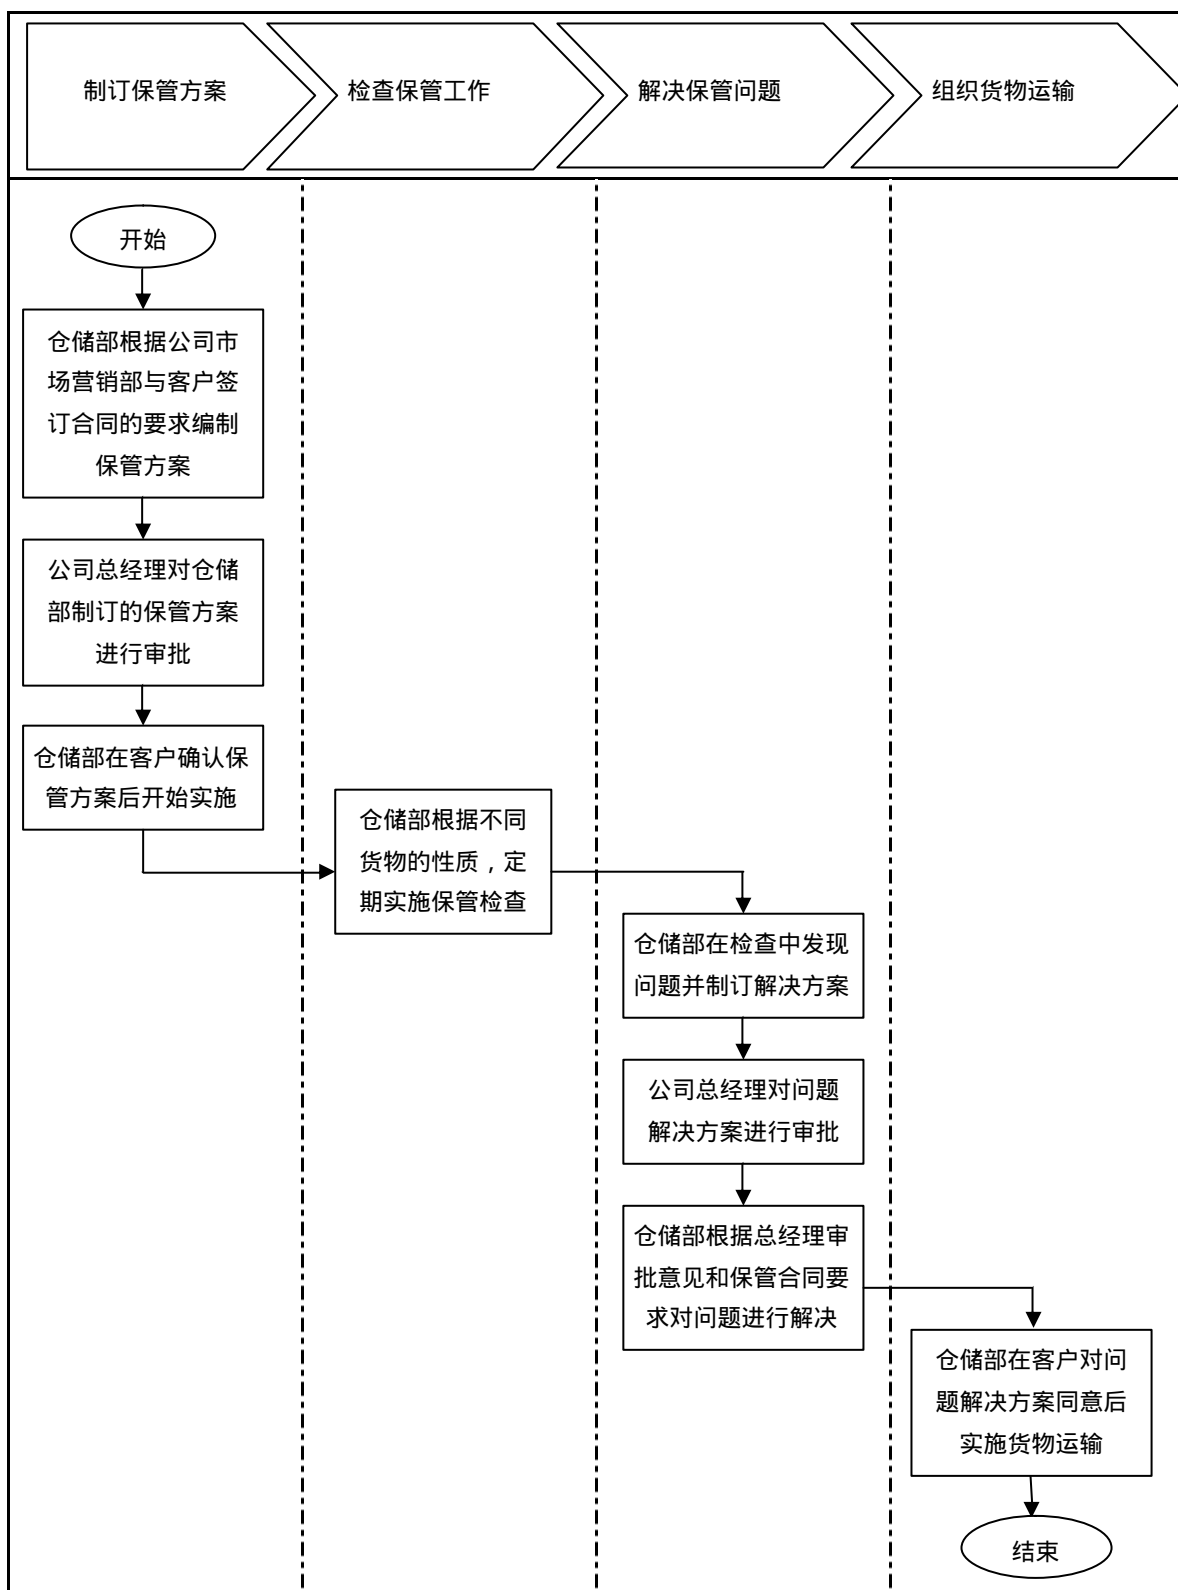 制订保管方案
检查保管工作
解决保管问题
组织货物运输
开始
仓储部根据公司市
场营销部与客户签
订合同的要求编制
保管方案
公司总经理对仓储
部制订的保管方案
进行审批
仓储部在客户确认保
管方案后开始实施
仓储部根据不同
货物的性质，定
期实施保管检查
仓储部在检查中发现
问题并制订解决方案
公司总经理对问题
解决方案进行审批
仓储部根据总经理审
批意见和保管合同要
求对问题进行解决
仓储部在客户对问
题解决方案同意后
实施货物运输
结束